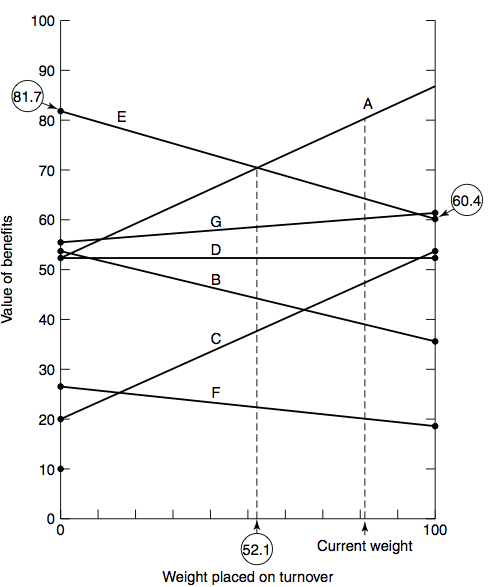 100
90
81.7
A
80
E
70
60.4
60
G
D
50
B
40
C
30
F
20
10
0
0
100
52.1
Current weight
Weight placed on turnover
Value of benefits